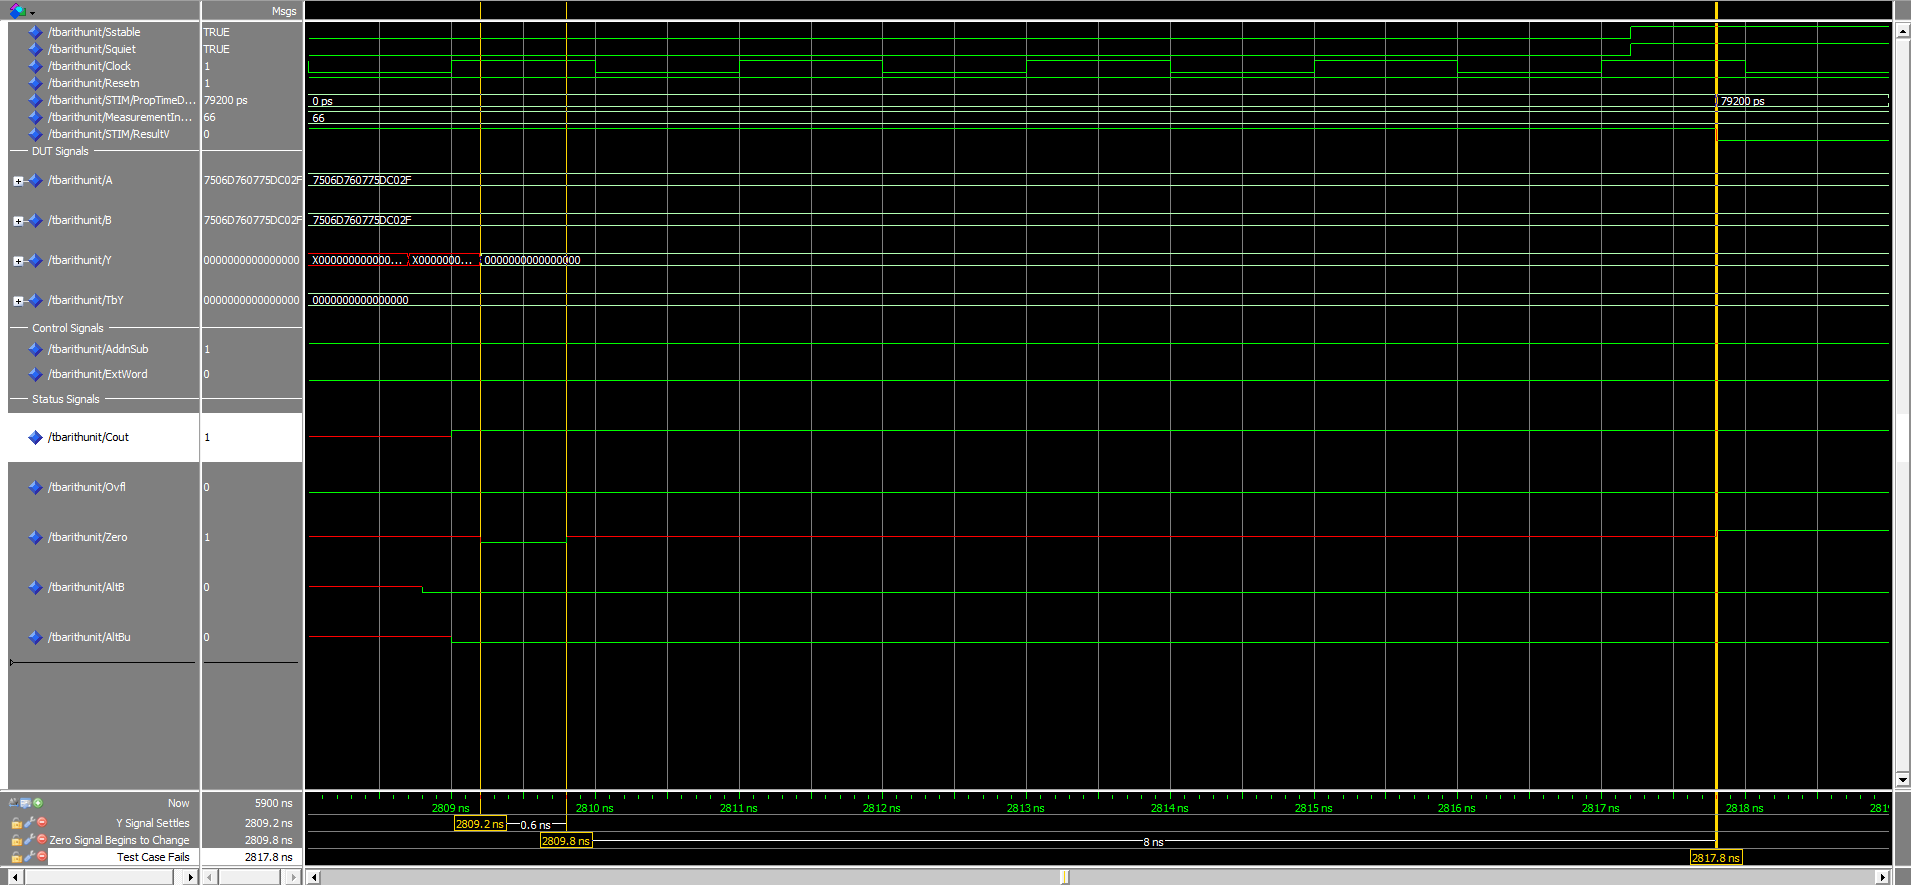 Msgs
/tbarithunit/Sstable TRUE
/tbarithunit/Squiet TRUE
/tbarithunit/Clock 1
/tbarithunit/Resetn 1
/tbarithunit/STIM/PropTimeD... 79200 ps 0 ps 79200 ps
/tbarithunit/MeasurementIn... 66 66
/tbarithunit/STIM/ResultV 0
DUT Signals
/tbarithunit/A 7506D760775DC02F 7506D760775DC02F
/tbarithunit/B 7506D760775DC02F 7506D760775DC02F
/tbarithunit/Y 0000000000000000 X000000000000... X0000000... 0000000000000000
/tbarithunit/TbY 0000000000000000 0000000000000000
Control Signals
/tbarithunit/AddnSub 1
/tbarithunit/ExtWord 0
Status Signals
/tbarithunit/Cout 1
/tbarithunit/Ovfl 0
/tbarithunit/Zero 1
/tbarithunit/AltB 0
/tbarithunit/AltBu 0
Now 5900 ns 2809 ns 2810 ns 2811 ns 2812 ns 2813 ns 2814 ns 2815 ns 2816 ns 2817 ns 2818 ns
Y Signal Settles 2809.2 ns 2809.2 ns 0.6 ns
Zero Signal Begins to Change 2809.8 ns 2809.8 ns 8 ns
Test Case Fails 2817.8 ns 2817.8 ns